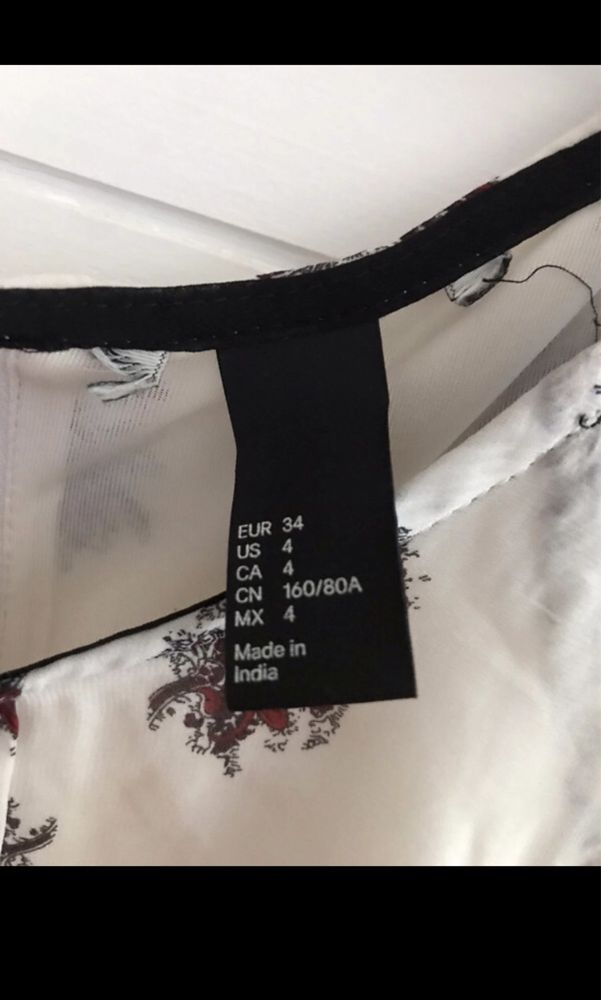 EUR 34
US 4
CA 4
CN 160/80A
MX 4
Made in
India